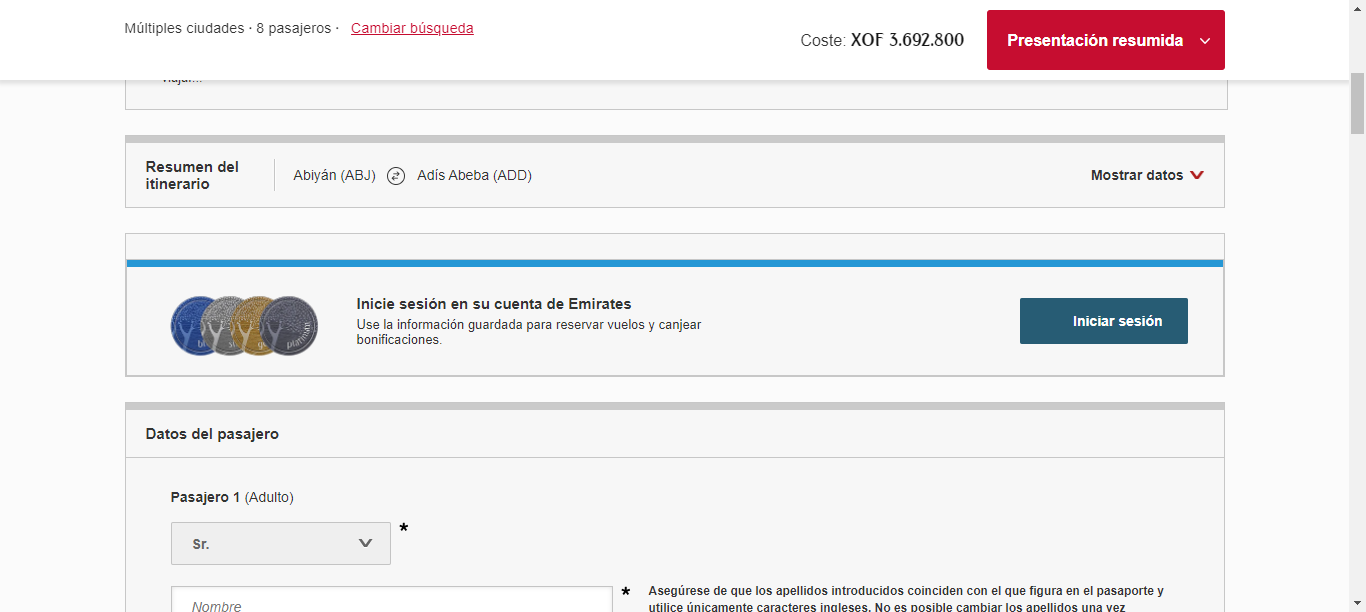 Múltiples ciudades · 8 pasajeros · Cambiar búsqueda
Coste: XOF 3.692.800
Presentación resumida
Resumen del
itinerario
Abiyán (ABJ) Adís Abeba (ADD)
Mostrar datos
Inicie sesión en su cuenta de Emirates
Use la información guardada para reservar vuelos y canjear
bonificaciones.
platinum
Iniciar sesión
Datos del pasajero
Pasajero 1 (Adulto)
Sr.
*
Nombre
* Asegúrese de que los apellidos introducidos coinciden con el que figura en el pasaporte y
utilice únicamente caracteres ingleses. No es posible cambiar los apellidos una vez